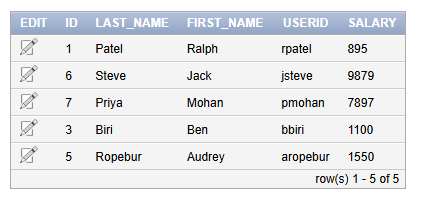 EDIT ID LAST_NAME FIRST_NAME USERID SALARY
1 Patel Ralph rpatel 895
6 Steve Jack jsteve 9879
7 Priya Mohan pmohan 7897
3 Biri Ben bbiri 1100
5 Ropebur Audrey aropebur 1550
row(s) 1 - 5 of 5